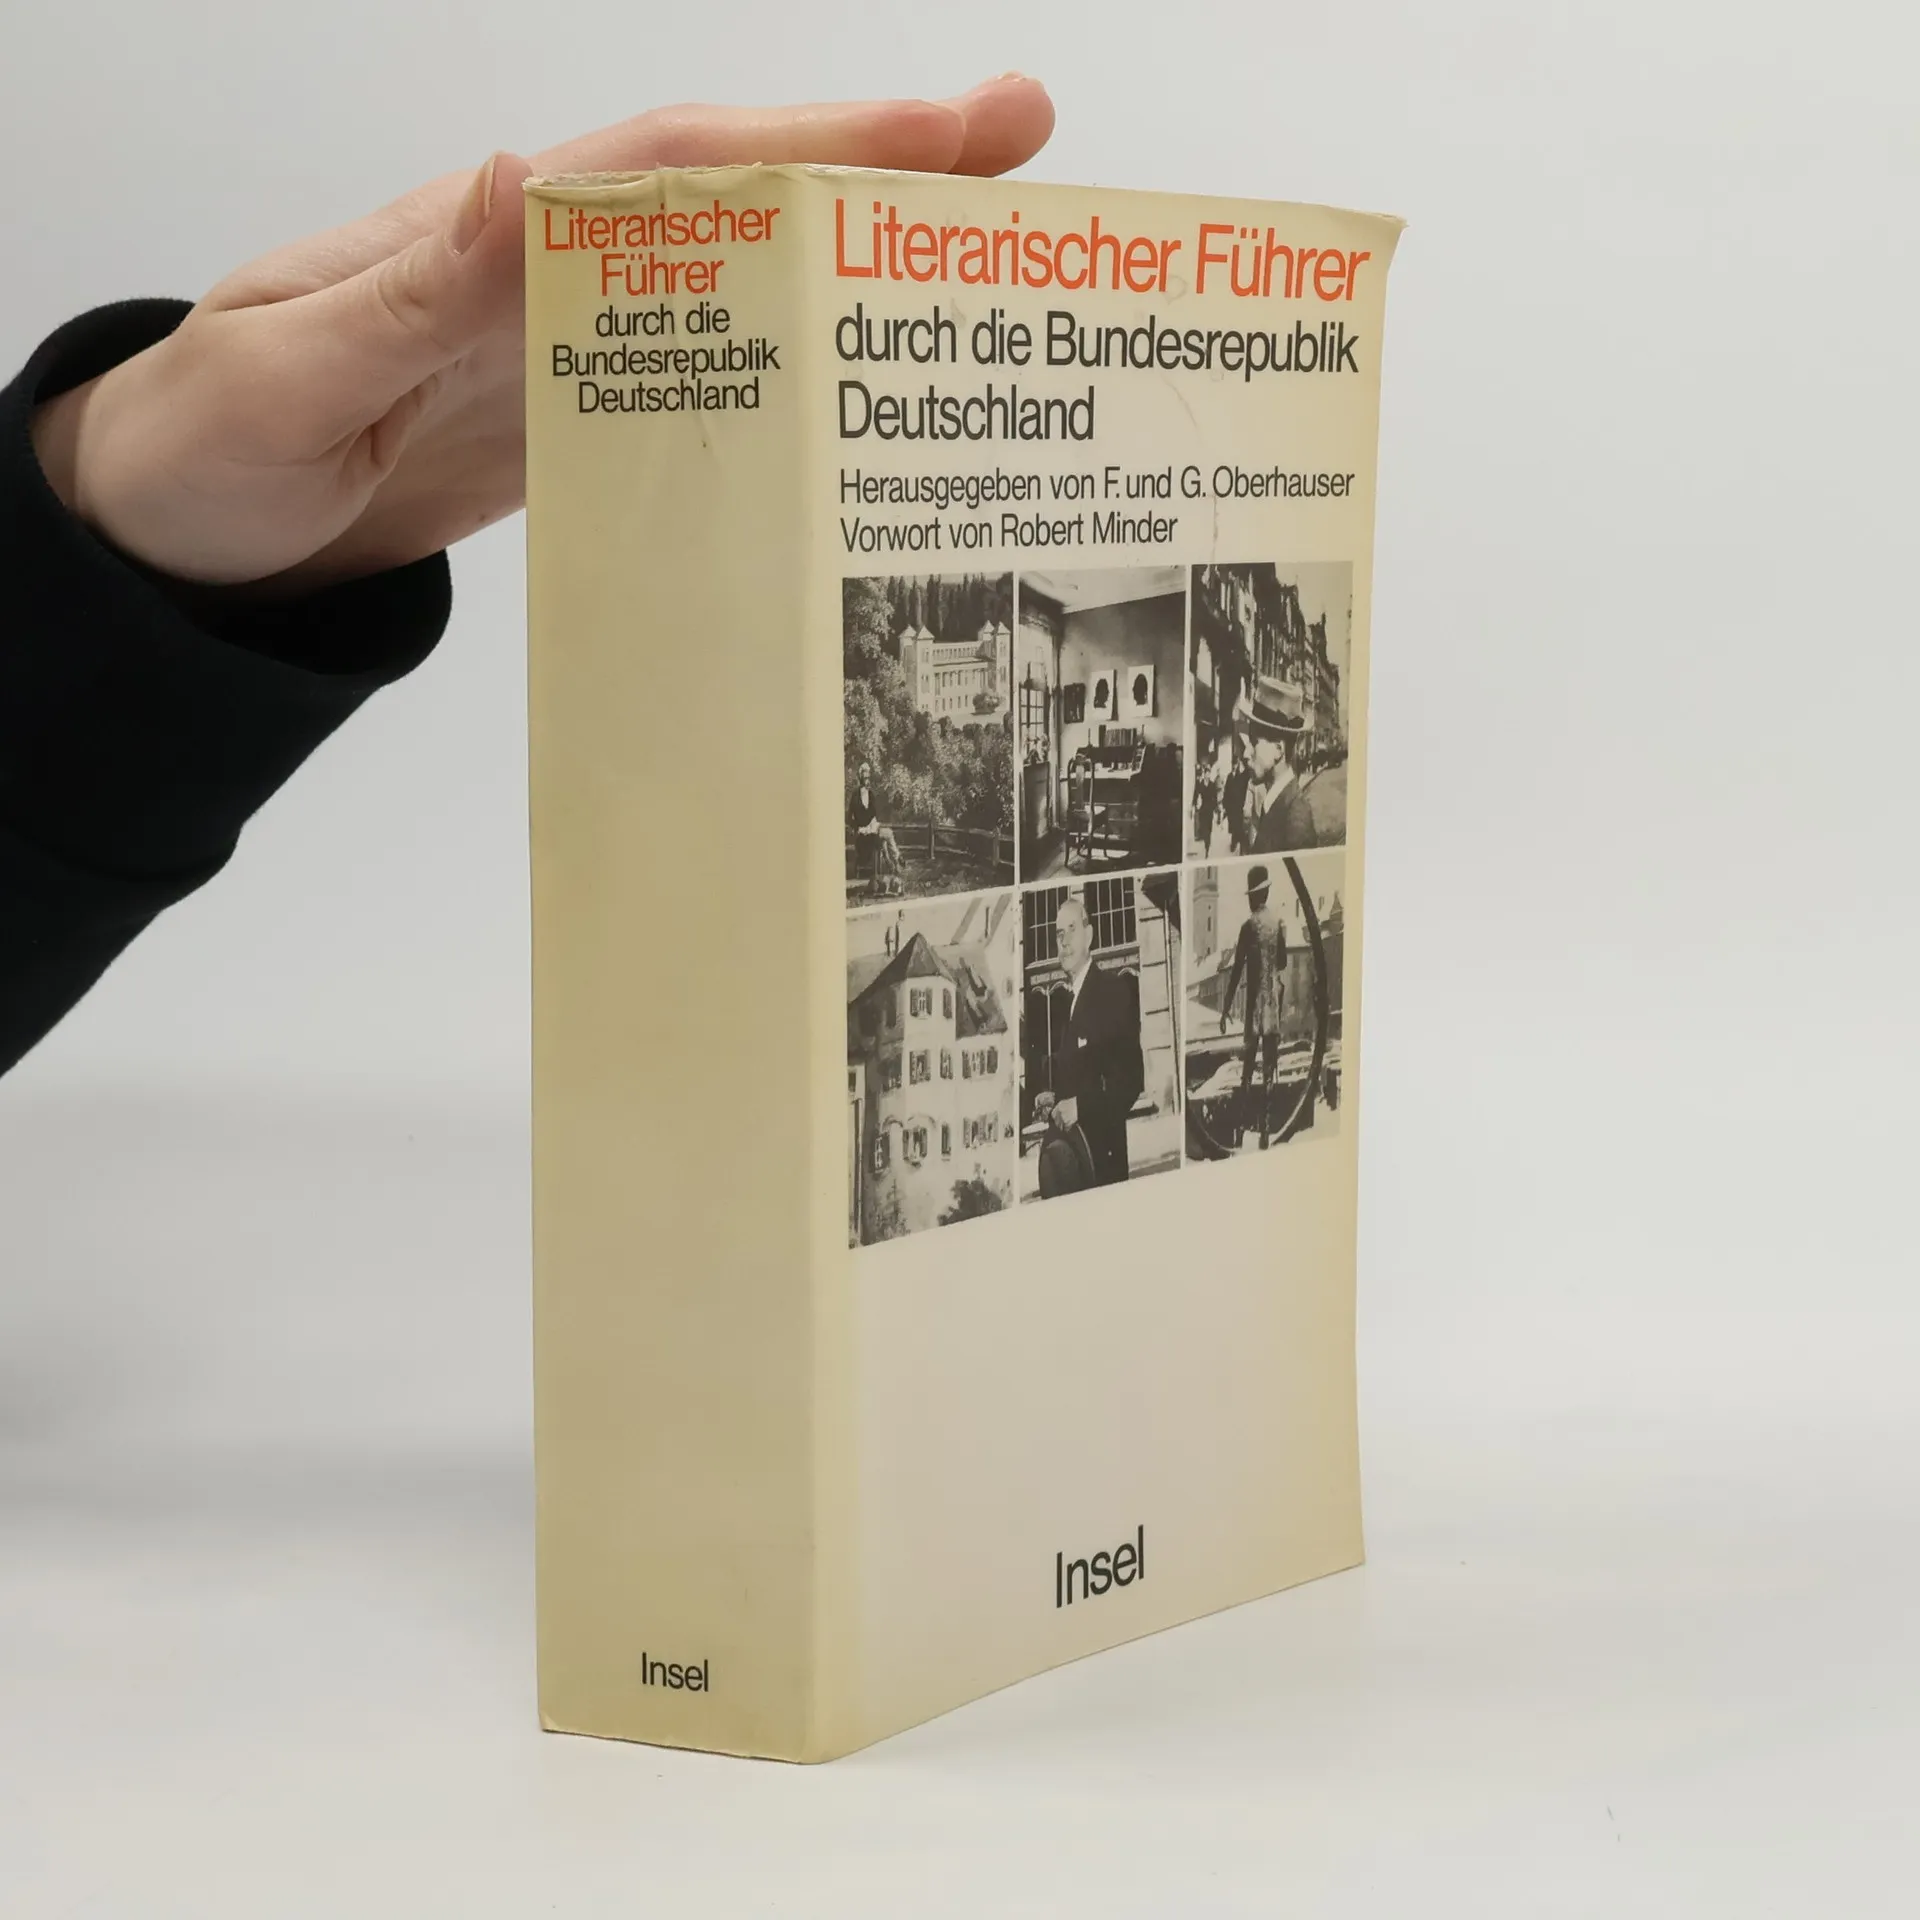 Literarischer
Führer
durch die
Bundesrepublik
Deutschland
Insel
Literarischer Führer
durch die Bundesrepublik
Deutschland
Herausgegeben von F. und G. Oberhauser
Vorwort von Robert Minder
Insel